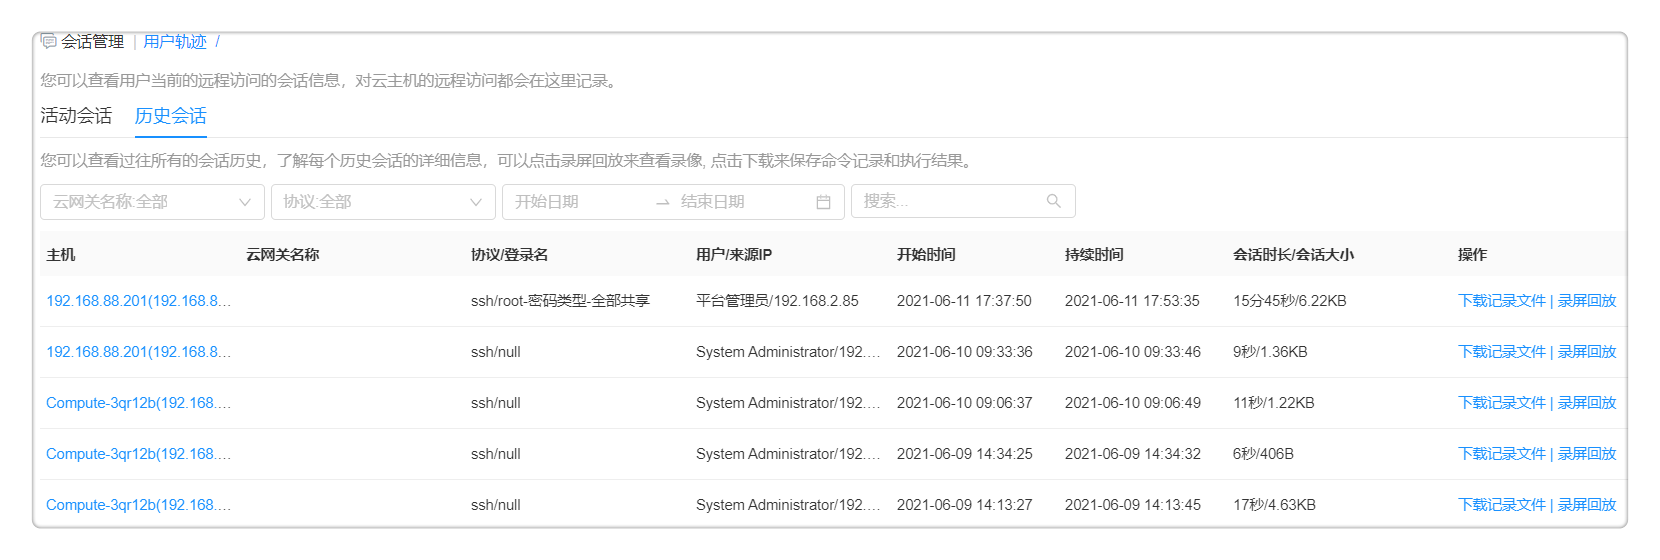 会话管理 | 用户轨迹 /
您可以查看用户当前的远程访问的会话信息，对云主机的远程访问都会在这里记录。
活动会话 历史会话
您可以查看过往所有的会话历史，了解每个历史会话的详细信息，可以点击录屏回放来查看录像, 点击下载来保存命令记录和执行结果。
云网关名称:全部 协议:全部 开始日期 → 结束日期 搜索...
主机 云网关名称 协议/登录名 用户/来源IP 开始时间 持续时间 会话时长/会话大小 操作
192.168.88.201(192.168.8... ssh/root-密码类型-全部共享 平台管理员/192.168.2.85 2021-06-11 17:37:50 2021-06-11 17:53:35 15分45秒/6.22KB 下载记录文件 | 录屏回放
192.168.88.201(192.168.8... ssh/null System Administrator/192.... 2021-06-10 09:33:36 2021-06-10 09:33:46 9秒/1.36KB 下载记录文件 | 录屏回放
Compute-3qr12b(192.168.... ssh/null System Administrator/192.... 2021-06-10 09:06:37 2021-06-10 09:06:49 11秒/1.22KB 下载记录文件 | 录屏回放
Compute-3qr12b(192.168.... ssh/null System Administrator/192.... 2021-06-09 14:34:25 2021-06-09 14:34:32 6秒/406B 下载记录文件 | 录屏回放
Compute-3qr12b(192.168.... ssh/null System Administrator/192.... 2021-06-09 14:13:27 2021-06-09 14:13:45 17秒/4.63KB 下载记录文件 | 录屏回放